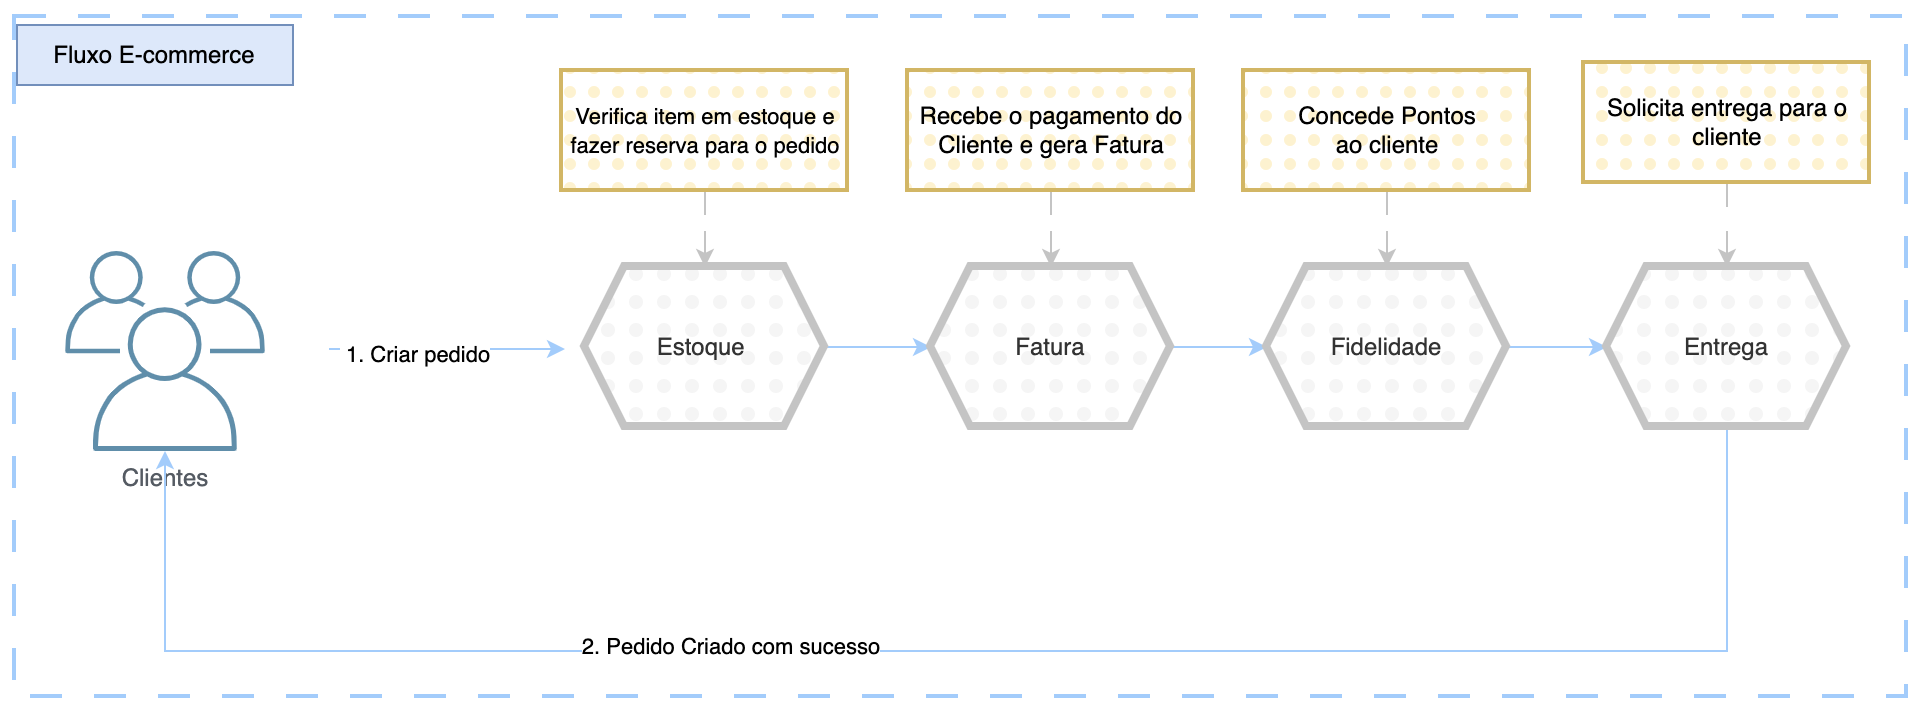 Fluxo E-commerce
Verifica item em estoque e
fazer reserva para o pedido
Recebe o pagamento do
Cliente e gera Fatura
Concede Pontos
ao cliente
Solicita entrega para o
cliente
1. Criar pedido
Estoque
Fatura
Fidelidade
Entrega
Clientes
2. Pedido Criado com sucesso